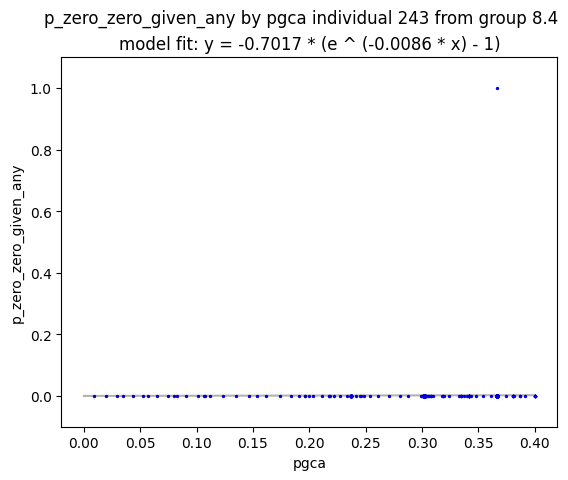 p_zero_zero_given_any by pgca individual 243 from group 8.4
model fit: y = -0.7017 * (e ^ (-0.0086 * x) - 1)
1.0
0.8
0.6
0.4
0.2
0.0
p_zero_zero_given_any
0.00 0.05 0.10 0.15 0.20 0.25 0.30 0.35 0.40
pgca